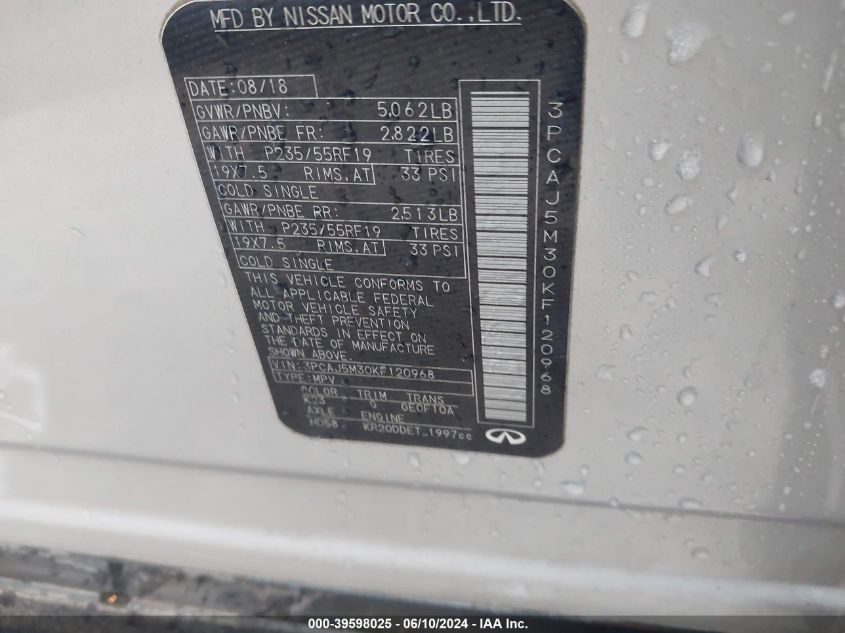 MFD BY NISSAN MOTOR CO.,LTD.
DATE:08/18
GVWR/PNBV: 5,062LB
GAWR/PNBE FR: 2,822LB
WITH P235/55RF19 TIRES
19X7.5 RIMS,AT 33 PSI
COLD SINGLE
GAWR/PNBE RR: 2,513LB
WITH P235/55RF19 TIRES
19X7.5 RIMS,AT 33 PSI
COLD SINGLE
THIS VEHICLE CONFORMS TO
ALL APPLICABLE FEDERAL
MOTOR VEHICLE SAFETY
AND THEFT PREVENTION
STANDARDS IN EFFECT ON
THE DATE OF MANUFACTURE
SHOWN ABOVE.
VIN:3PCAJ5M30KF120968
TYPE:MPV
COLOR TRIM TRANS
K23 G GE0F10A
AXLE ENGINE
HD58 KR20DDET 1997cc
3PCAJ5M30KF120968
000-39598025 - 06/10/2024 - IAA Inc.